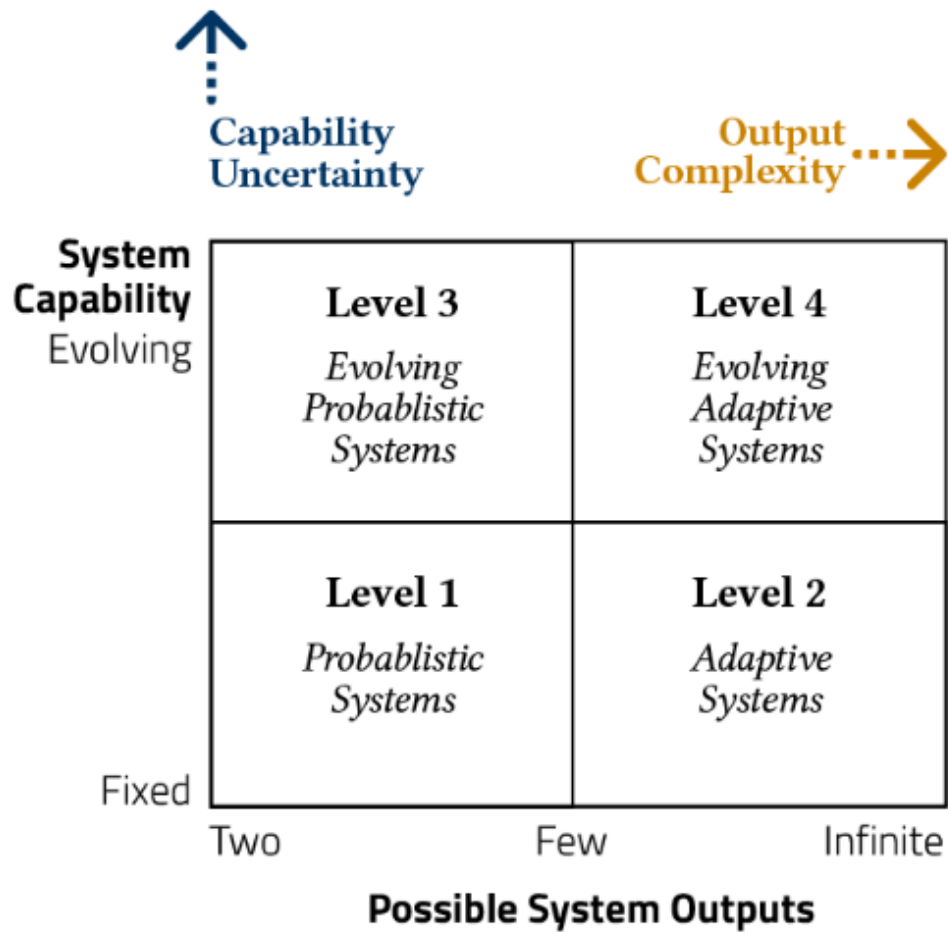 Capability
Uncertainty
Output
Complexity
System
Capability
Evolving
Level 3
Evolving
Probablistic
Systems
Level 4
Evolving
Adaptive
Systems
Level 1
Probablistic
Systems
Level 2
Adaptive
Systems
Fixed
Two
Few
Infinite
Possible System Outputs